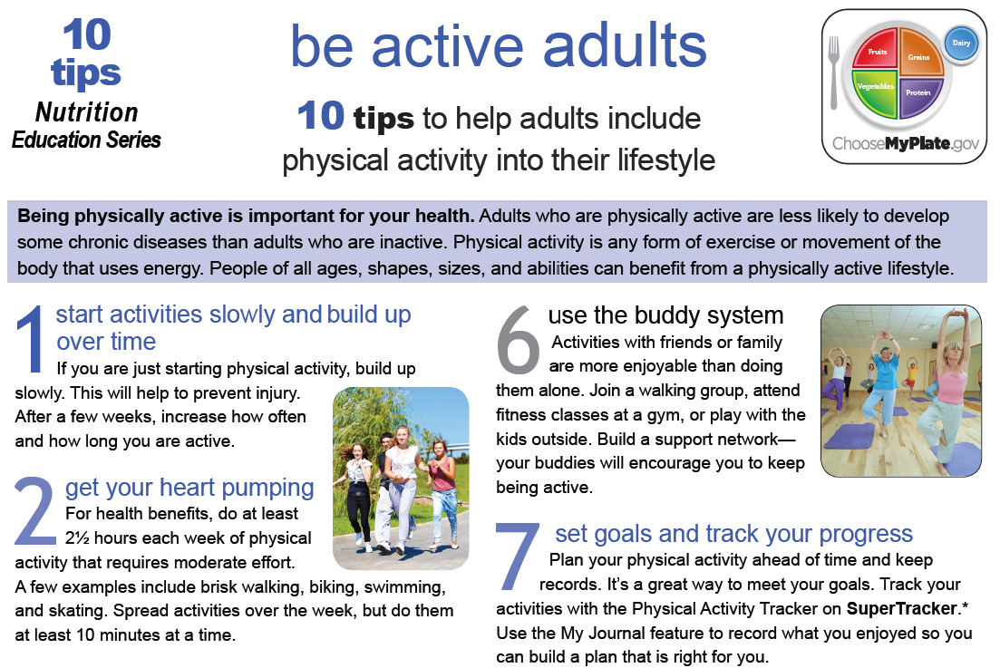 10
tips
Nutrition
Education Series
be active adults
10 tips to help adults include
physical activity into their lifestyle
Fruits
Grains
Dairy
Vegetables
Protein
ChooseMyPlate.gov
Being physically active is important for your health. Adults who are physically active are less likely to develop
some chronic diseases than adults who are inactive. Physical activity is any form of exercise or movement of the
body that uses energy. People of all ages, shapes, sizes, and abilities can benefit from a physically active lifestyle.
1 start activities slowly and build up
over time
If you are just starting physical activity, build up
slowly. This will help to prevent injury.
After a few weeks, increase how often
and how long you are active.
2 get your heart pumping
For health benefits, do at least
2½ hours each week of physical
activity that requires moderate effort.
A few examples include brisk walking, biking, swimming,
and skating. Spread activities over the week, but do them
at least 10 minutes at a time.
6 use the buddy system
Activities with friends or family
are more enjoyable than doing
them alone. Join a walking group, attend
fitness classes at a gym, or play with the
kids outside. Build a support network—
your buddies will encourage you to keep
being active.
7 set goals and track your progress
Plan your physical activity ahead of time and keep
records. It’s a great way to meet your goals. Track your
activities with the Physical Activity Tracker on SuperTracker.*
Use the My Journal feature to record what you enjoyed so you
can build a plan that is right for you.